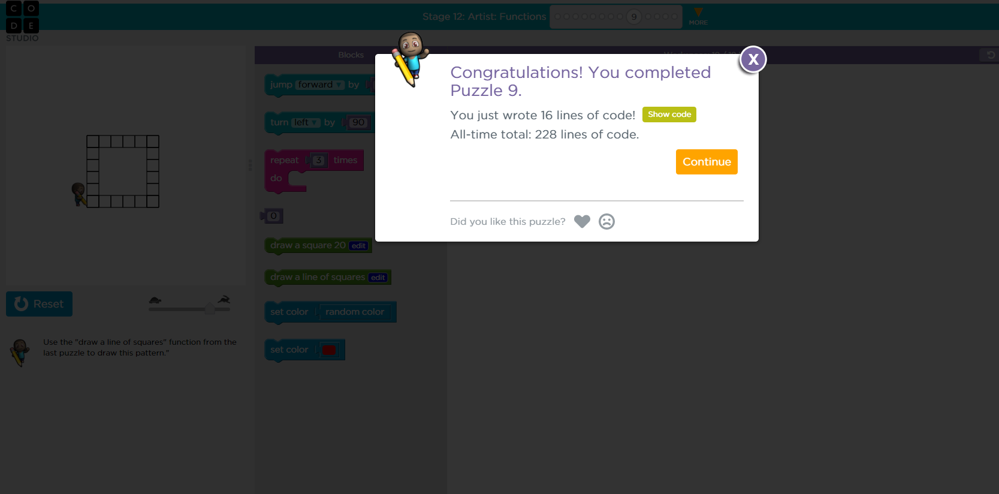 C O
D E
STUDIO
Stage 12: Artist: Functions
9
MORE
Blocks
X
Congratulations! You completed
Puzzle 9.
You just wrote 16 lines of code! Show code
All-time total: 228 lines of code.
Continue
Did you like this puzzle?
jump forward ▼ by
turn left ▼ by 90
repeat 3 times
do
0
draw a square 20 edit
draw a line of squares edit
set color random color
set color
Reset
Use the "draw a line of squares" function from the
last puzzle to draw this pattern."